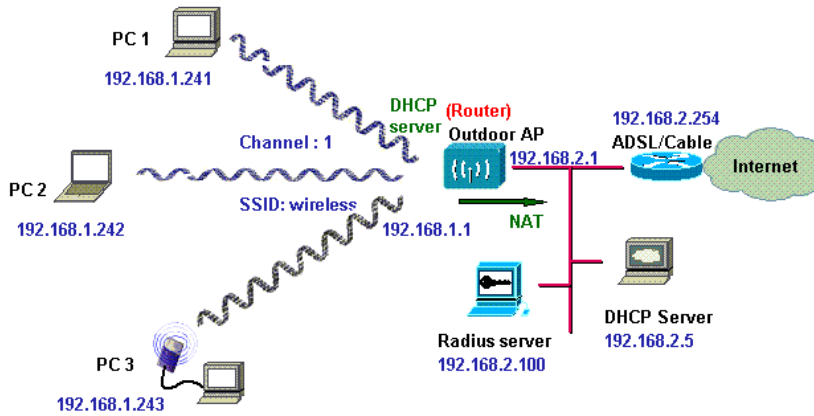 PC 1
192.168.1.241
DHCP
server
(Router)
Outdoor AP
192.168.2.254
ADSL/Cable
Internet
Channel : 1
192.168.2.1
PC 2
SSID: wireless
NAT
192.168.1.242
192.168.1.1
Radius server
192.168.2.100
DHCP Server
192.168.2.5
PC 3
192.168.1.243